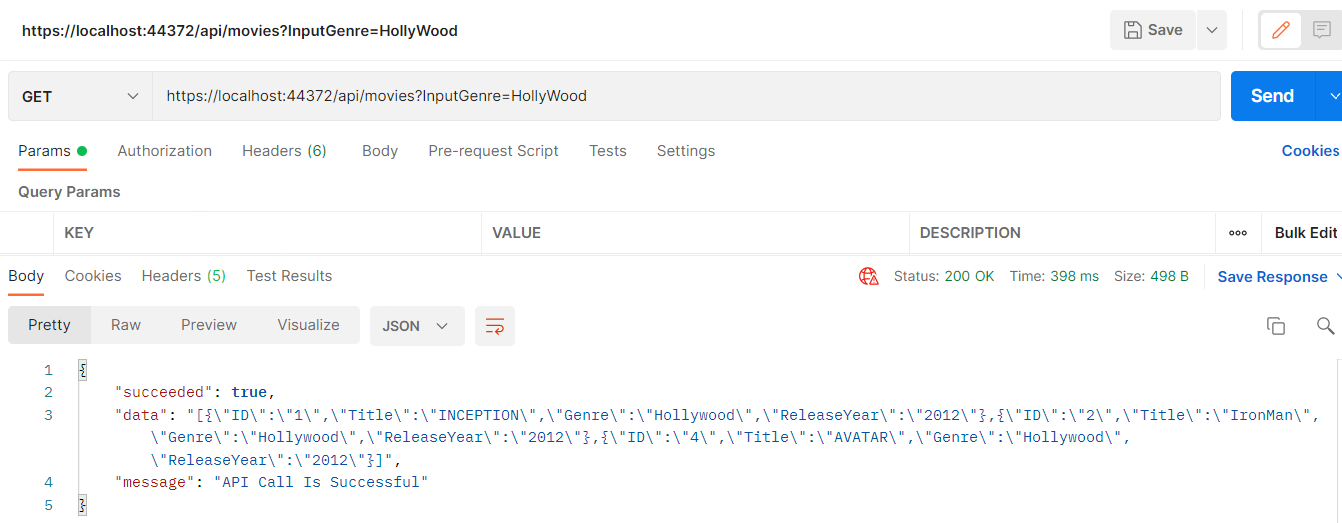 https://localhost:44372/api/movies?InputGenre=HollyWood
Save
GET
https://localhost:44372/api/movies?InputGenre=HollyWood
Send
Params
Authorization
Headers (6)
Body
Pre-request Script
Tests
Settings
Cookies
Query Params
KEY
VALUE
DESCRIPTION
Bulk Edit
Body
Cookies
Headers (5)
Test Results
Status: 200 OK
Time: 398 ms
Size: 498 B
Save Response
Pretty
Raw
Preview
Visualize
JSON
1 {
2 "succeeded": true,
3 "data": "[{\"ID\":\"1\",\"Title\":\"INCEPTION\",\"Genre\":\"Hollywood\",\"ReleaseYear\":\"2012\"},{\"ID\":\"2\",\"Title\":\"IronMan\",
\"Genre\":\"Hollywood\",\"ReleaseYear\":\"2012\"},{\"ID\":\"4\",\"Title\":\"AVATAR\",\"Genre\":\"Hollywood\",
\"ReleaseYear\":\"2012\"}]",
4 "message": "API Call Is Successful"
5 }